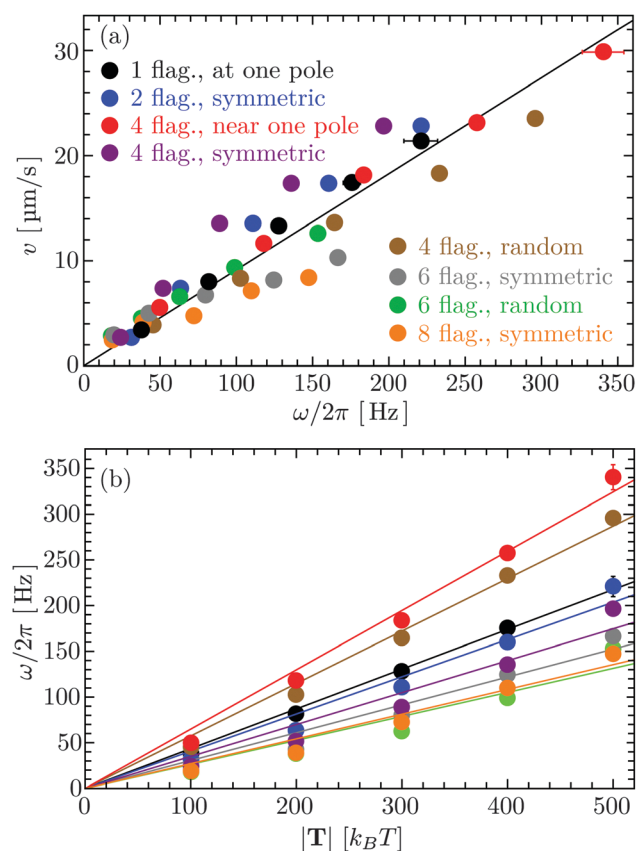 (a)
1 flag., at one pole
2 flag., symmetric
4 flag., near one pole
4 flag., symmetric
4 flag., random
6 flag., symmetric
6 flag., random
8 flag., symmetric
30
20
10
0
v [µm/s]
0 50 100 150 200 250 300 350
ω/2π [Hz]
(b)
350
300
250
200
150
100
50
0
ω/2π [Hz]
0 100 200 300 400 500
|T| [k_BT]